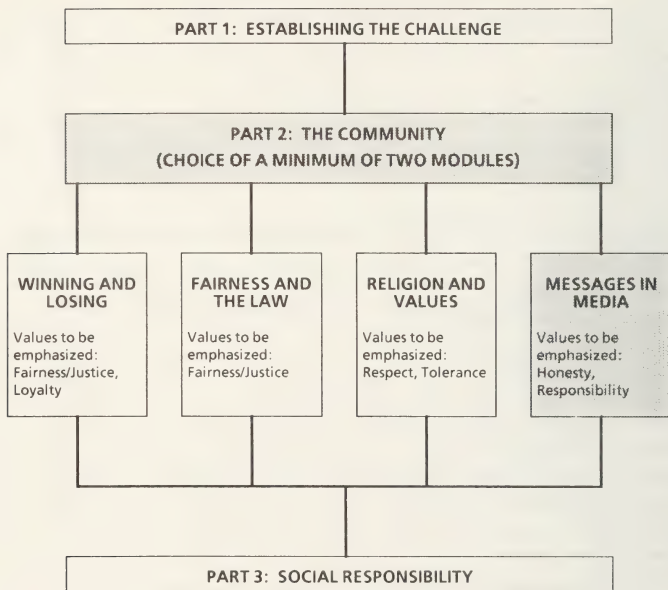 PART 1: ESTABLISHING THE CHALLENGE
PART 2: THE COMMUNITY
(CHOICE OF A MINIMUM OF TWO MODULES)
WINNING AND
LOSING
Values to be
emphasized:
Fairness/Justice,
Loyalty
FAIRNESS AND
THE LAW
Values to be
emphasized:
Fairness/Justice
RELIGION AND
VALUES
Values to be
emphasized:
Respect, Tolerance
MESSAGES IN
MEDIA
Values to be
emphasized:
Honesty,
Responsibility
PART 3: SOCIAL RESPONSIBILITY